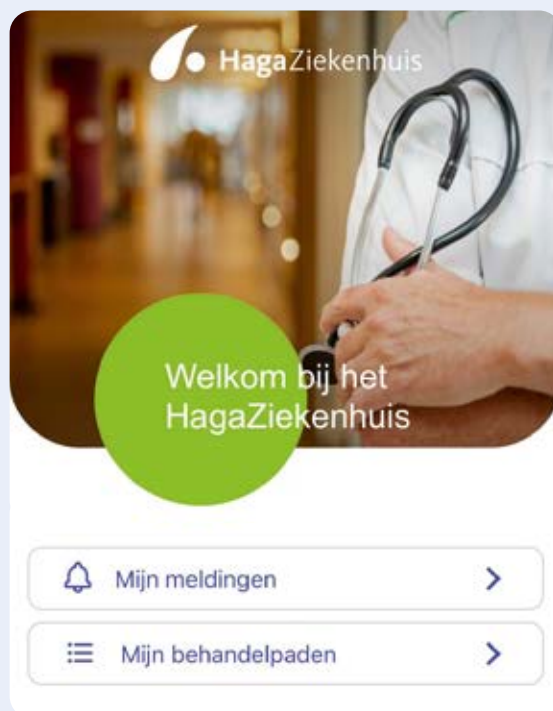 HagaZiekenhuis
Welkom bij het
HagaZiekenhuis
Mijn meldingen
Mijn behandelpaden